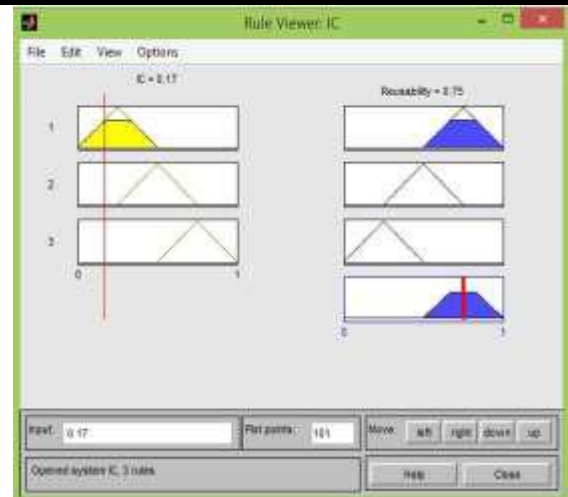 Rule Viewer: IC
File Edit View Options
IC = 0.17
Reusability = 0.75
1
2
3
0 1
0 1
Input: 0.17
Plot points: 101
Move: left right down up
Opened system IC, 3 rules
Help Close